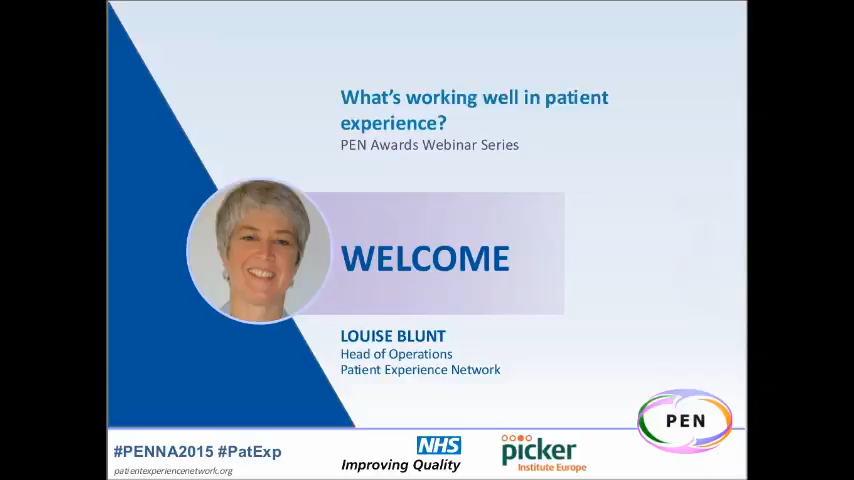 What's working well in patient
experience?
PEN Awards Webinar Series
WELCOME
LOUISE BLUNT
Head of Operations
Patient Experience Network
PEN
#PENNA2015 #PatExp
patientexperiencenetwork.org
NHS
Improving Quality
picker
Institute Europe